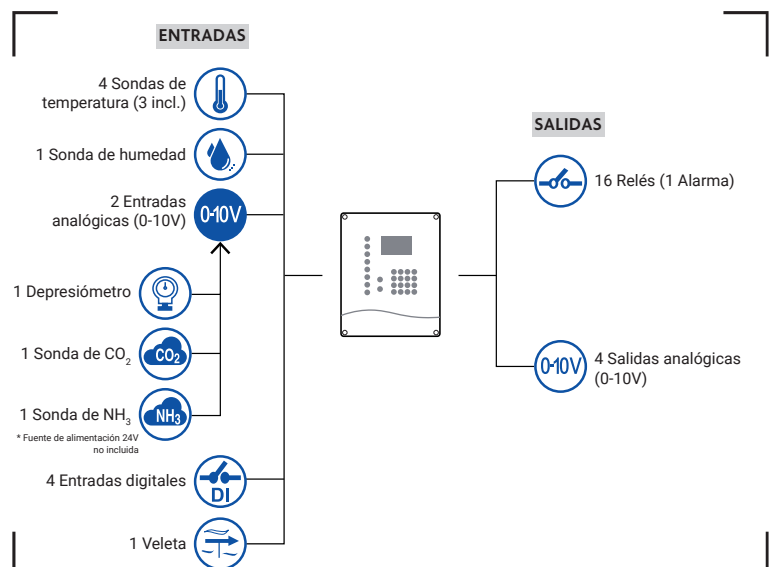 ENTRADAS
4 Sondas de
temperatura (3 incl.)
1 Sonda de humedad
2 Entradas
analógicas (0-10V)
0-10V
1 Depresiómetro
1 Sonda de CO₂
CO₂
1 Sonda de NH₃
NH₃
* Fuente de alimentación 24V
no incluida
4 Entradas digitales
DI
1 Veleta
SALIDAS
16 Relés (1 Alarma)
0-10V
4 Salidas analógicas
(0-10V)